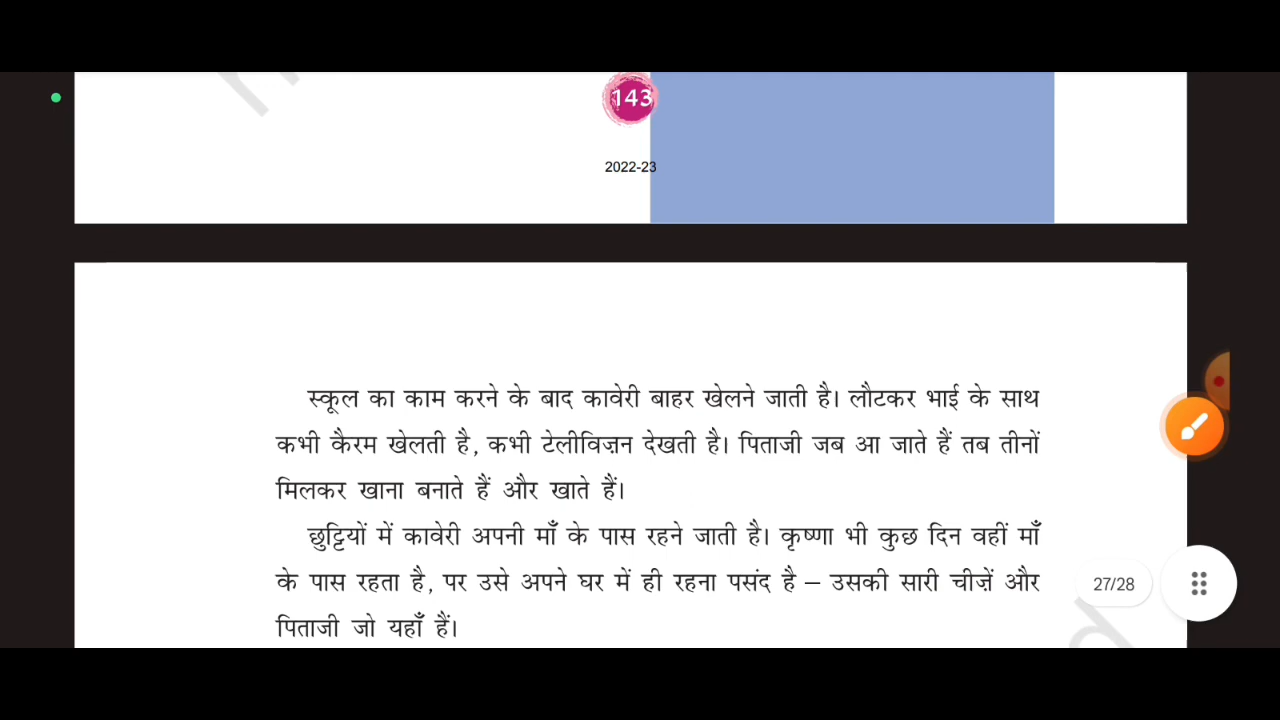 143
2022-23
स्कूल का काम करने के बाद कावेरी बाहर खेलने जाती है। लौटकर भाई के साथ
कभी कैरम खेलती है, कभी टेलीविज़न देखती है। पिताजी जब आ जाते हैं तब तीनों
मिलकर खाना बनाते हैं और खाते हैं।
छुट्टियों में कावेरी अपनी माँ के पास रहने जाती है। कृष्णा भी कुछ दिन वहीं माँ
के पास रहता है, पर उसे अपने घर में ही रहना पसंद है – उसकी सारी चीज़ें और
पिताजी जो यहाँ हैं।
27/28